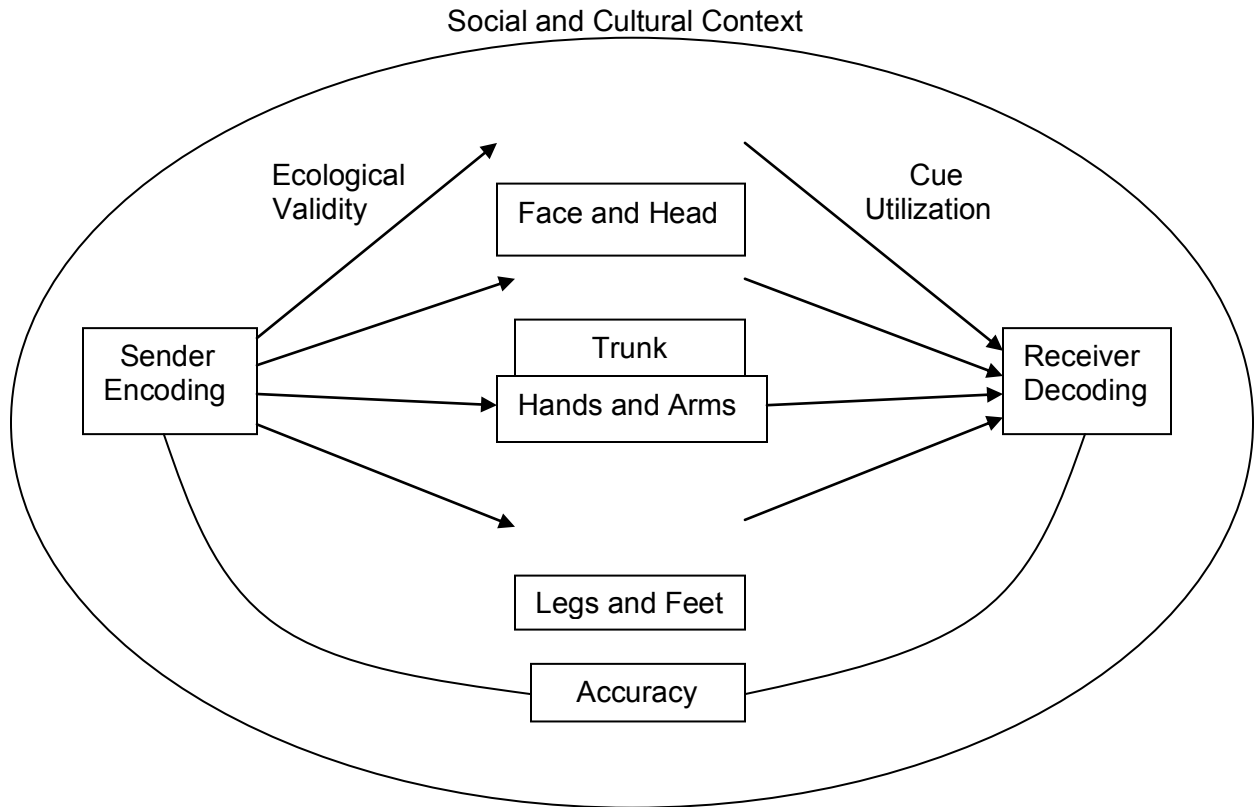 Social and Cultural Context
Ecological
Validity
Cue
Utilization
Face and Head
Sender
Encoding
Trunk
Hands and Arms
Receiver
Decoding
Legs and Feet
Accuracy